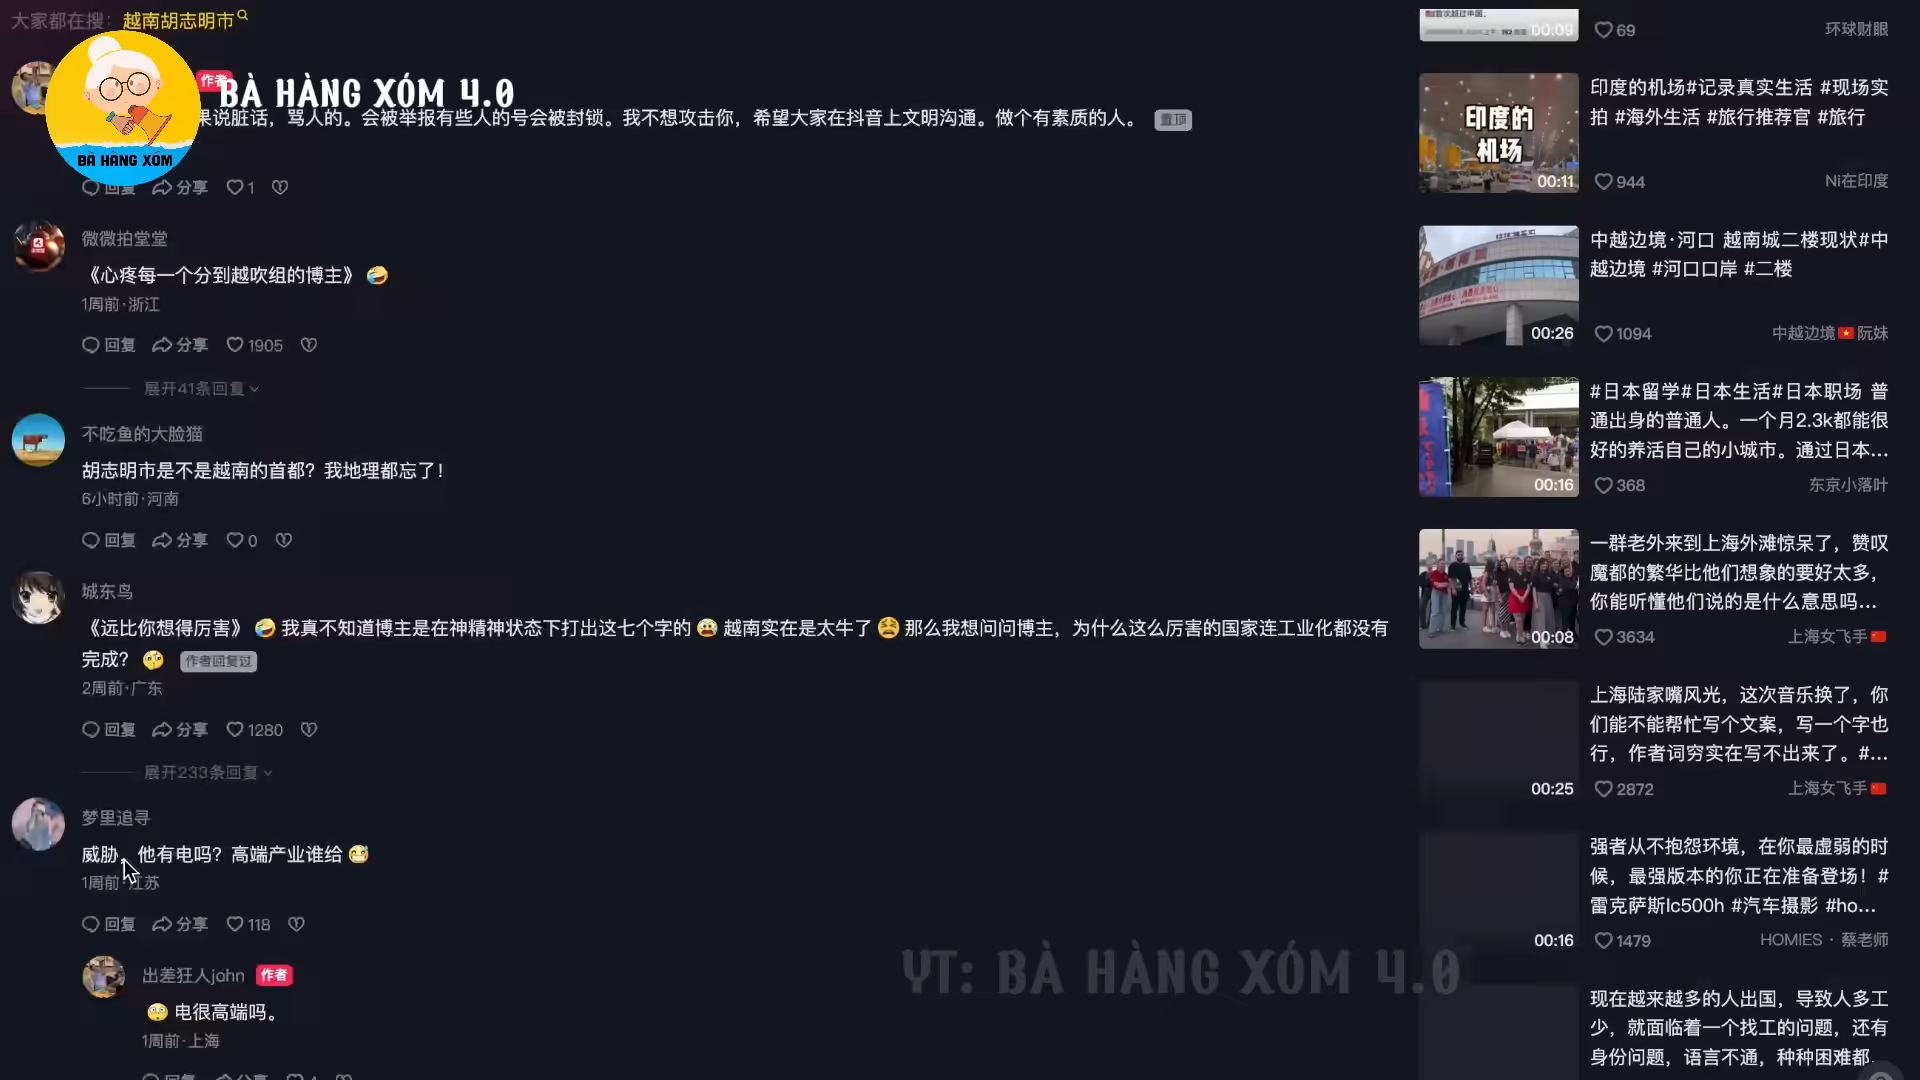 大家都在搜：越南胡志明市
作者
BÀ HÀNG XÓM 4.0
果说脏话，骂人的。会被举报有些人的号会被封锁。我不想攻击你，希望大家在抖音上文明沟通。做个有素质的人。 置顶
BÀ HÀNG XÓM
回复 分享 1
微微拍堂堂
《心疼每一个分到越吹组的博主》 🤣
1周前·浙江
回复 分享 1905
展开41条回复
不吃鱼的大脸猫
胡志明市是不是越南的首都？我地理都忘了！
6小时前·河南
回复 分享 0
城东鸟
《远比你想得厉害》 🤣 我真不知道博主是在神精神状态下打出这七个字的 😨 越南实在是太牛了 😫 那么我想问问博主，为什么这么厉害的国家连工业化都没有
完成？ 🤔 作者回复过
2周前·广东
回复 分享 1280
展开233条回复
梦里追寻
威胁，他有电吗？高端产业谁给 😅
1周前·江苏
回复 分享 118
出差狂人john 作者
🙄 电很高端吗。
1周前·上海
回复 分享
YT: BÀ HÀNG XÓM 4.0
00:09
69 环球财眼
印度的
机场
00:11
印度的机场#记录真实生活 #现场实
拍 #海外生活 #旅行推荐官 #旅行
944 Ni在印度
00:26
中越边境·河口 越南城二楼现状#中
越边境 #河口口岸 #二楼
1094 中越边境🇻🇳阮妹
00:16
#日本留学#日本生活#日本职场 普
通出身的普通人。一个月2.3k都能很
好的养活自己的小城市。通过日本...
368 东京小落叶
00:08
一群老外来到上海外滩惊呆了，赞叹
魔都的繁华比他们想象的要好太多，
你能听懂他们说的是什么意思吗...
3634 上海女飞手🇨🇳
00:25
上海陆家嘴风光，这次音乐换了，你
们能不能帮忙写个文案，写一个字也
行，作者词穷实在写不出来了。#...
2872 上海女飞手🇨🇳
00:16
强者从不抱怨环境，在你最虚弱的时
候，最强版本的你正在准备登场！#
雷克萨斯lc500h #汽车摄影 #ho...
1479 HOMIES · 蔡老师
现在越来越多的人出国，导致人多工
少，就面临着一个找工的问题，还有
身份问题，语言不通，种种困难都